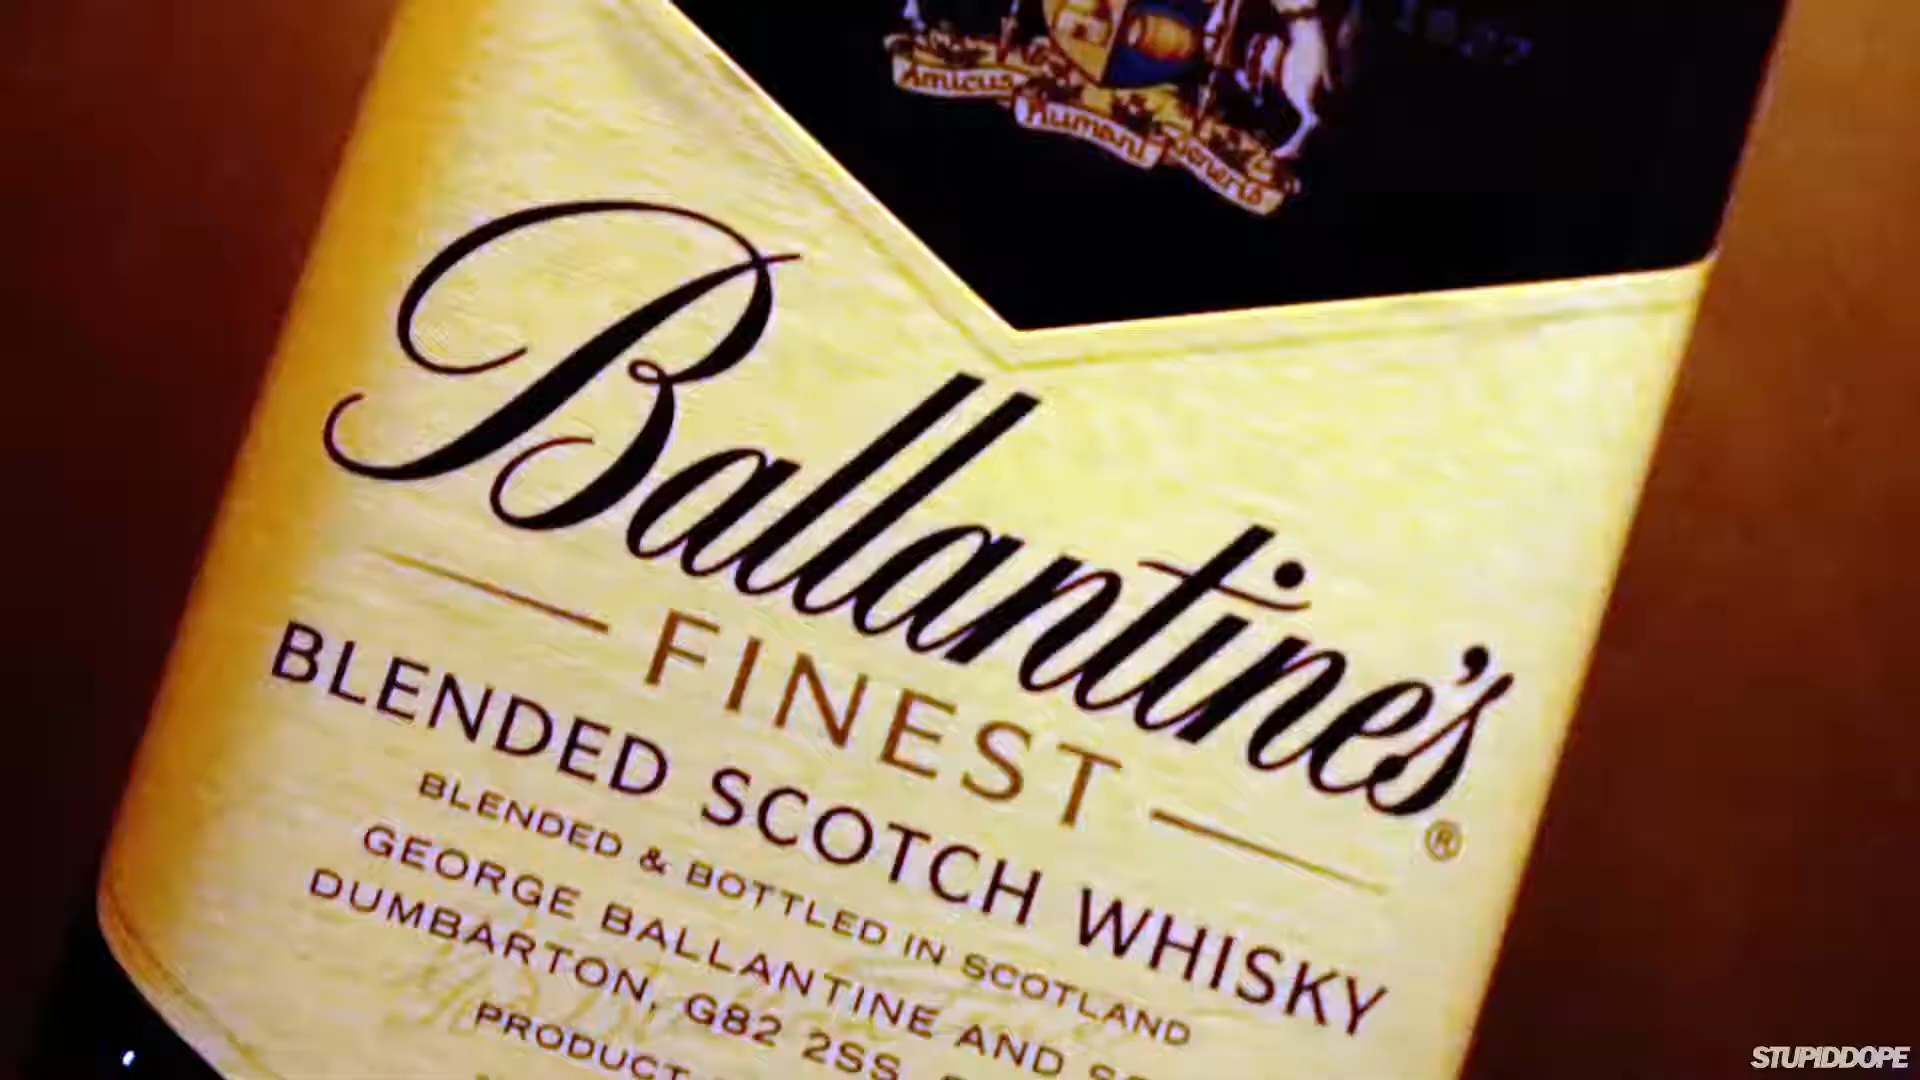 1827
Amicus Humani Generis
Ballantine's®
FINEST
BLENDED SCOTCH WHISKY
BLENDED & BOTTLED IN SCOTLAND
GEORGE BALLANTINE AND
DUMBARTON, G82 2SS,
PRODUCT
STUPIDDOPE